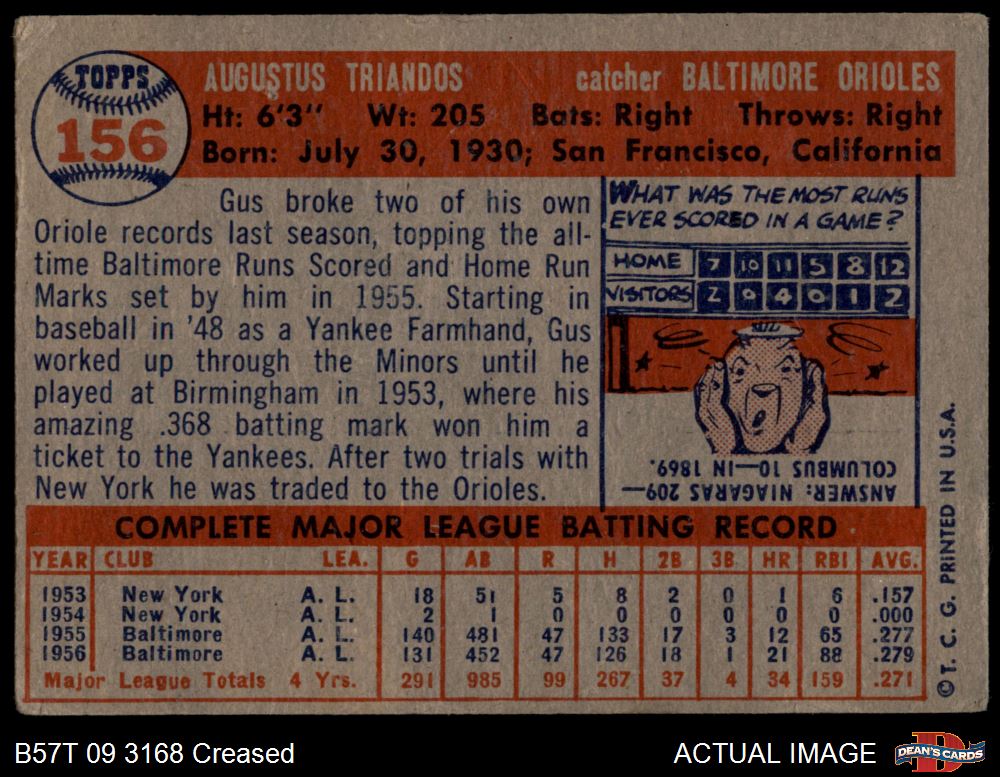 TOPPS
156
AUGUSTUS TRIANDOS catcher BALTIMORE ORIOLES
Ht: 6'3" Wt: 205 Bats: Right Throws: Right
Born: July 30, 1930; San Francisco, California
Gus broke two of his own
Oriole records last season, topping the all-
time Baltimore Runs Scored and Home Run
Marks set by him in 1955. Starting in
baseball in '48 as a Yankee Farmhand, Gus
worked up through the Minors until he
played at Birmingham in 1953, where his
amazing .368 batting mark won him a
ticket to the Yankees. After two trials with
New York he was traded to the Orioles.
WHAT WAS THE MOST RUNS
EVER SCORED IN A GAME?
HOME 7 10 11 5 8 12
VISITORS 2 0 4 0 1 2
ANSWER: NIAGARAS 209—
COLUMBUS 10—IN 1869.
COMPLETE MAJOR LEAGUE BATTING RECORD
YEAR CLUB LEA. G AB R H 2B 3B HR RBI AVG.
1953 New York A. L. 18 51 5 8 2 0 1 6 .157
1954 New York A. L. 2 1 0 0 0 0 0 0 .000
1955 Baltimore A. L. 140 481 47 133 17 3 12 65 .277
1956 Baltimore A. L. 131 452 47 126 18 1 21 88 .279
Major League Totals 4 Yrs. 291 985 99 267 37 4 34 159 .271
©T. C. G. PRINTED IN U.S.A.
B57T 09 3168 Creased
ACTUAL IMAGE
DEAN'S CARDS